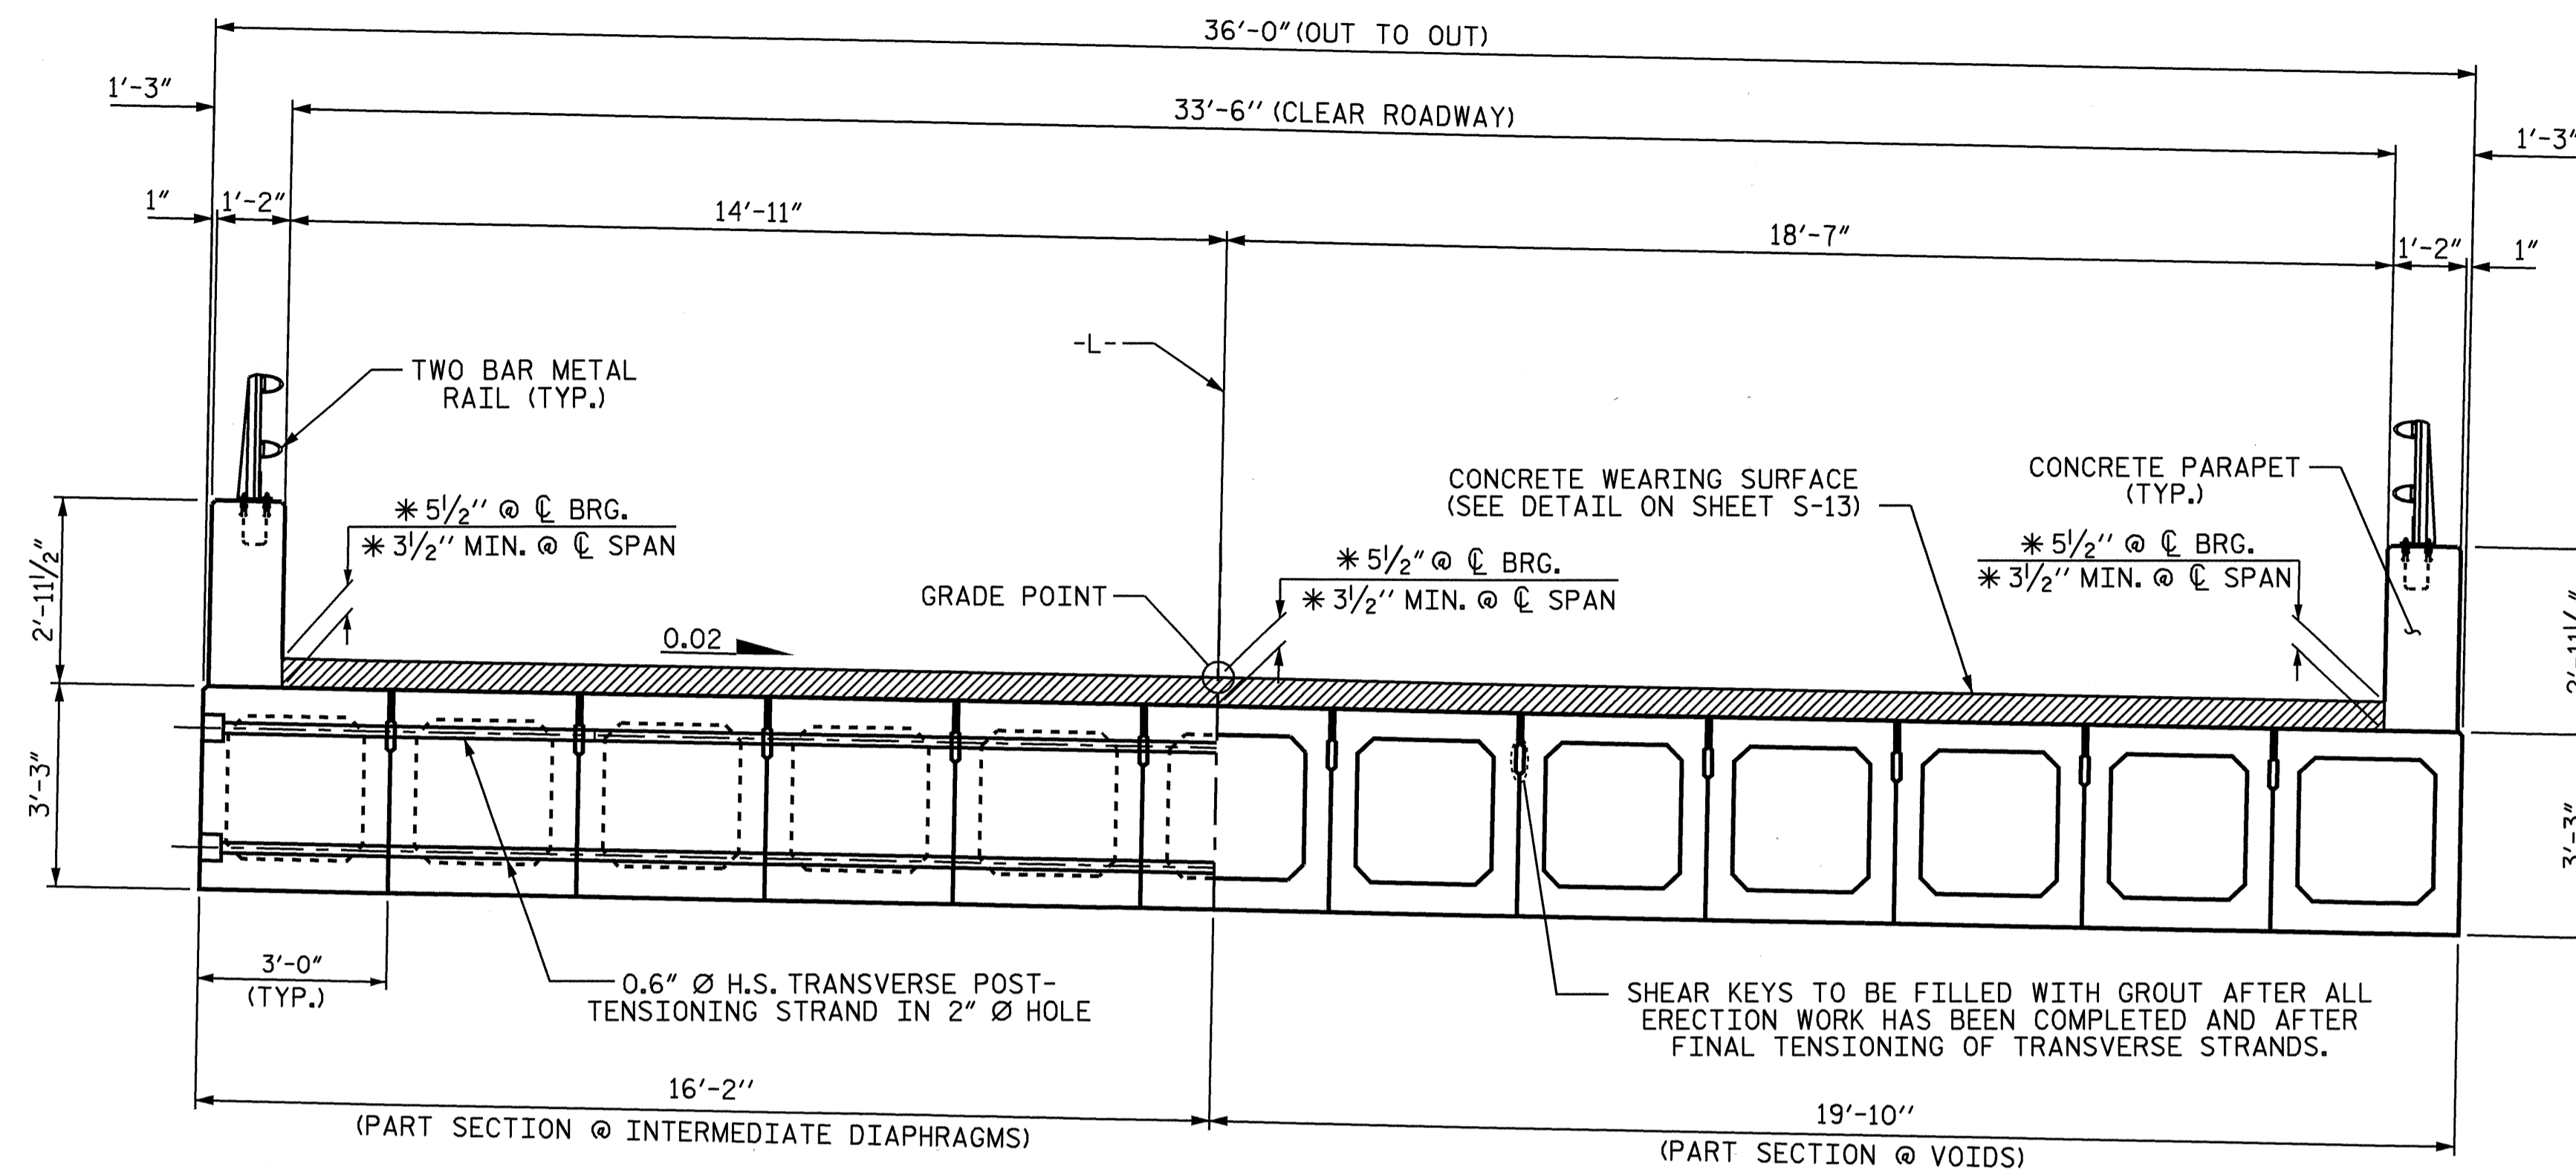 36'-0" (OUT TO OUT)
1'-3"
33'-6" (CLEAR ROADWAY)
1'-3"
1" 1'-2" 14'-11" 18'-7" 1'-2" 1"
-L-
TWO BAR METAL
RAIL (TYP.)
CONCRETE WEARING SURFACE
(SEE DETAIL ON SHEET S-13)
CONCRETE PARAPET
(TYP.)
✳ 5½" @ ℄ BRG.
✳ 3½" MIN. @ ℄ SPAN
✳ 5½" @ ℄ BRG.
✳ 3½" MIN. @ ℄ SPAN
✳ 5½" @ ℄ BRG.
✳ 3½" MIN. @ ℄ SPAN
GRADE POINT
2'-11½"
0.02
2'-11½"
3'-3"
3'-3"
3'-0"
(TYP.)
0.6" Ø H.S. TRANSVERSE POST-
TENSIONING STRAND IN 2" Ø HOLE
SHEAR KEYS TO BE FILLED WITH GROUT AFTER ALL
ERECTION WORK HAS BEEN COMPLETED AND AFTER
FINAL TENSIONING OF TRANSVERSE STRANDS.
16'-2"
(PART SECTION @ INTERMEDIATE DIAPHRAGMS)
19'-10"
(PART SECTION @ VOIDS)